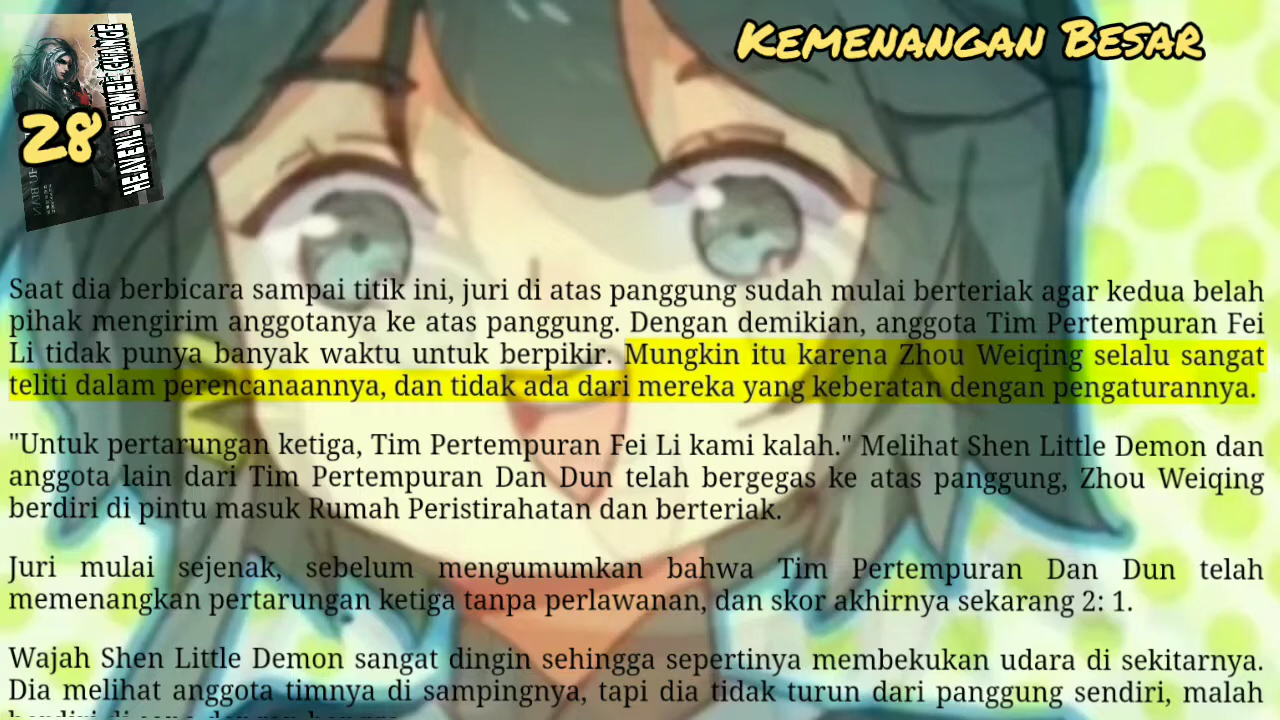 Kemenangan Besar
28
HEAVENLY JEWEL CHANGE
Saat dia berbicara sampai titik ini, juri di atas panggung sudah mulai berteriak agar kedua belah
pihak mengirim anggotanya ke atas panggung. Dengan demikian, anggota Tim Pertempuran Fei
Li tidak punya banyak waktu untuk berpikir. Mungkin itu karena Zhou Weiqing selalu sangat
teliti dalam perencanaannya, dan tidak ada dari mereka yang keberatan dengan pengaturannya.
"Untuk pertarungan ketiga, Tim Pertempuran Fei Li kami kalah." Melihat Shen Little Demon dan
anggota lain dari Tim Pertempuran Dan Dun telah bergegas ke atas panggung, Zhou Weiqing
berdiri di pintu masuk Rumah Peristirahatan dan berteriak.
Juri mulai sejenak, sebelum mengumumkan bahwa Tim Pertempuran Dan Dun telah
memenangkan pertarungan ketiga tanpa perlawanan, dan skor akhirnya sekarang 2: 1.
Wajah Shen Little Demon sangat dingin sehingga sepertinya membekukan udara di sekitarnya.
Dia melihat anggota timnya di sampingnya, tapi dia tidak turun dari panggung sendiri, malah